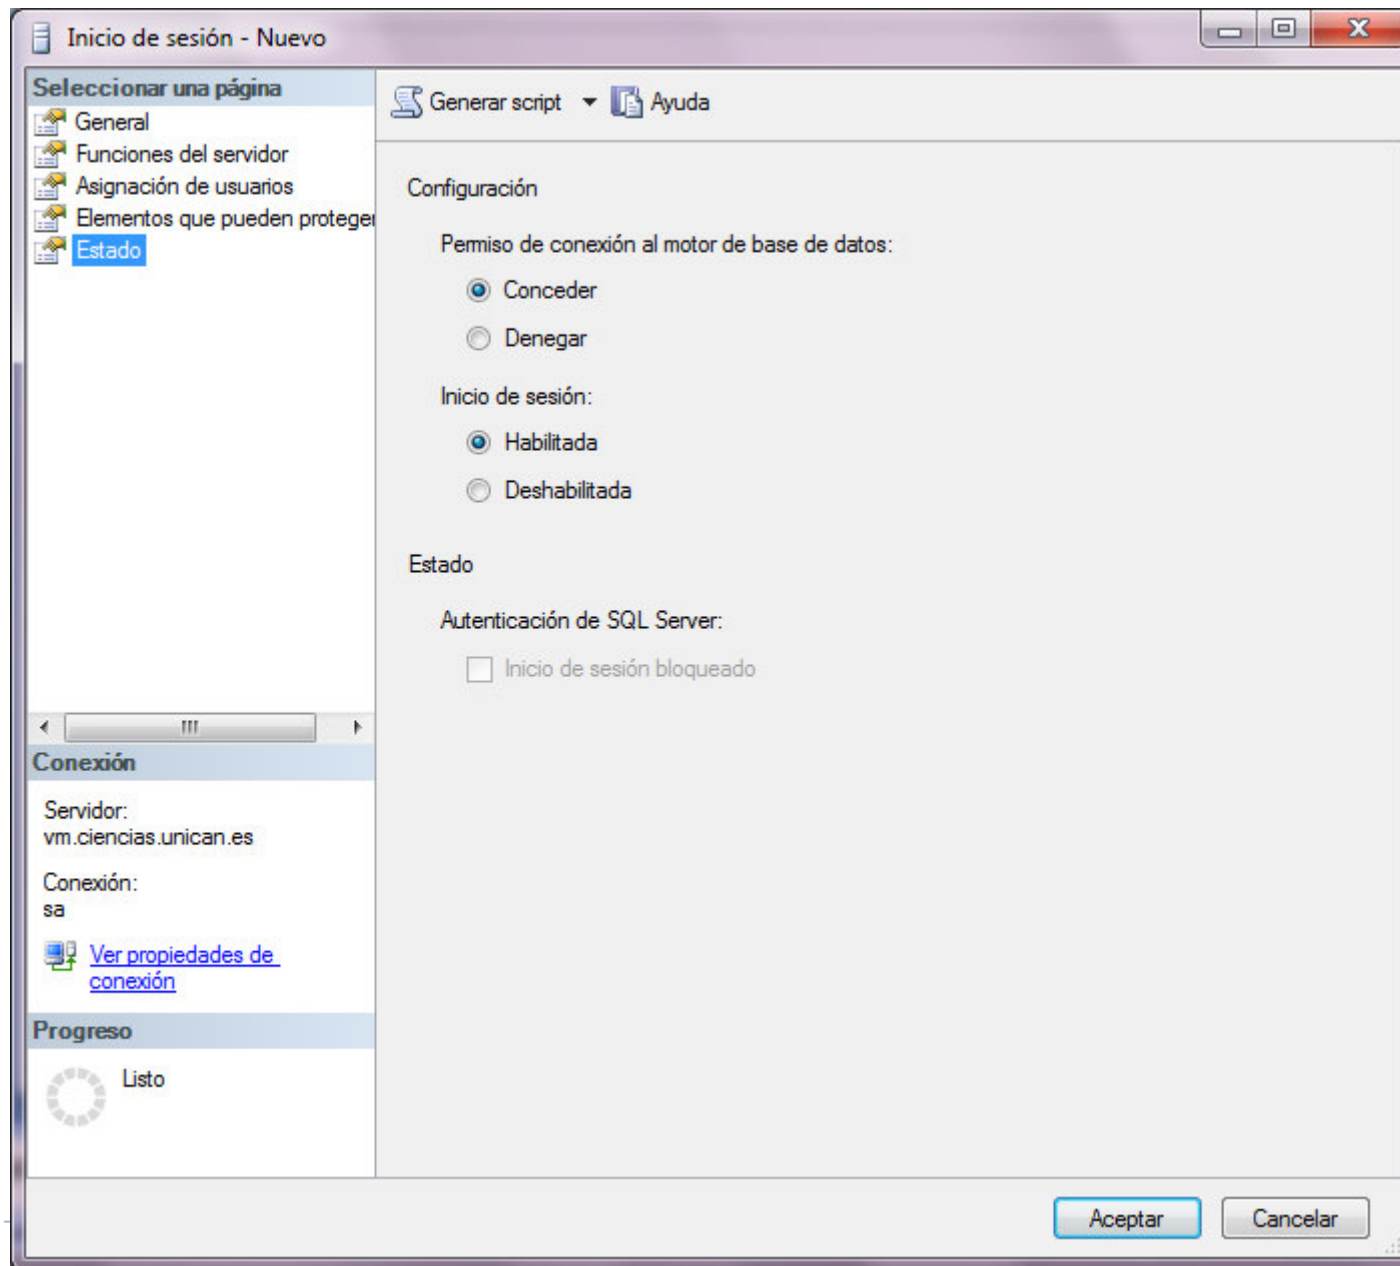 Inicio de sesión - Nuevo
Seleccionar una página
General
Funciones del servidor
Asignación de usuarios
Elementos que pueden proteger
Estado
Generar script
Ayuda
Configuración
Permiso de conexión al motor de base de datos:
Conceder
Denegar
Inicio de sesión:
Habilitada
Deshabilitada
Estado
Autenticación de SQL Server:
Inicio de sesión bloqueado
Conexión
Servidor:
vm.ciencias.unican.es
Conexión:
sa
Ver propiedades de
conexión
Progreso
Listo
Aceptar
Cancelar